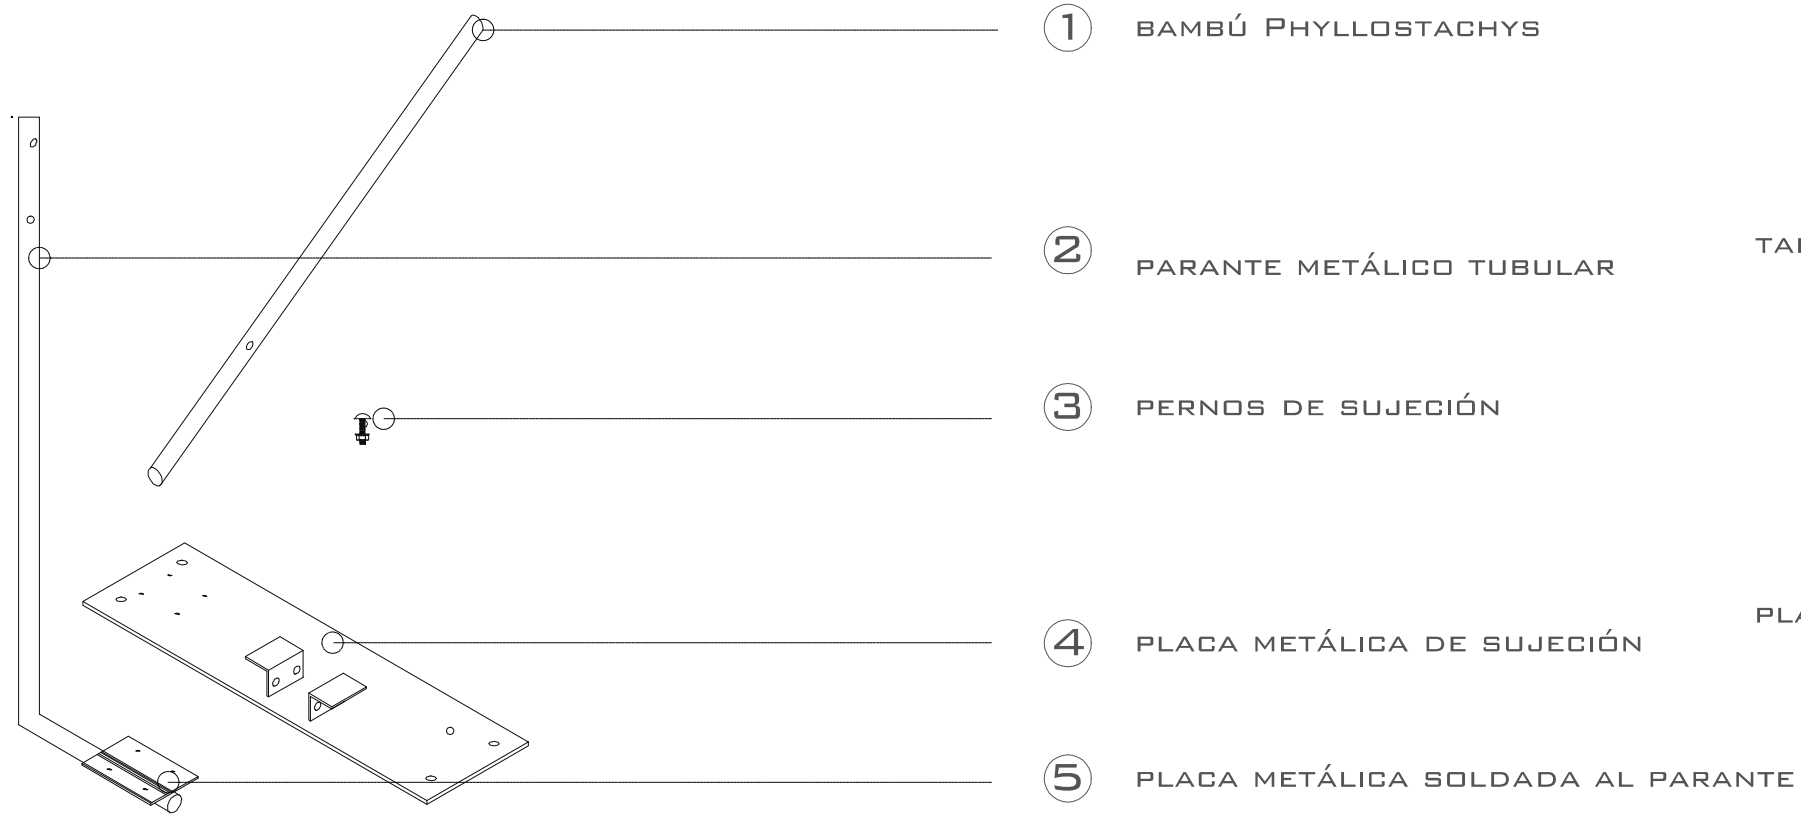 1 BAMBÚ PHYLLOSTACHYS
2 PARANTE METÁLICO TUBULAR
3 PERNOS DE SUJECIÓN
4 PLACA METÁLICA DE SUJECIÓN
5 PLACA METÁLICA SOLDADA AL PARANTE